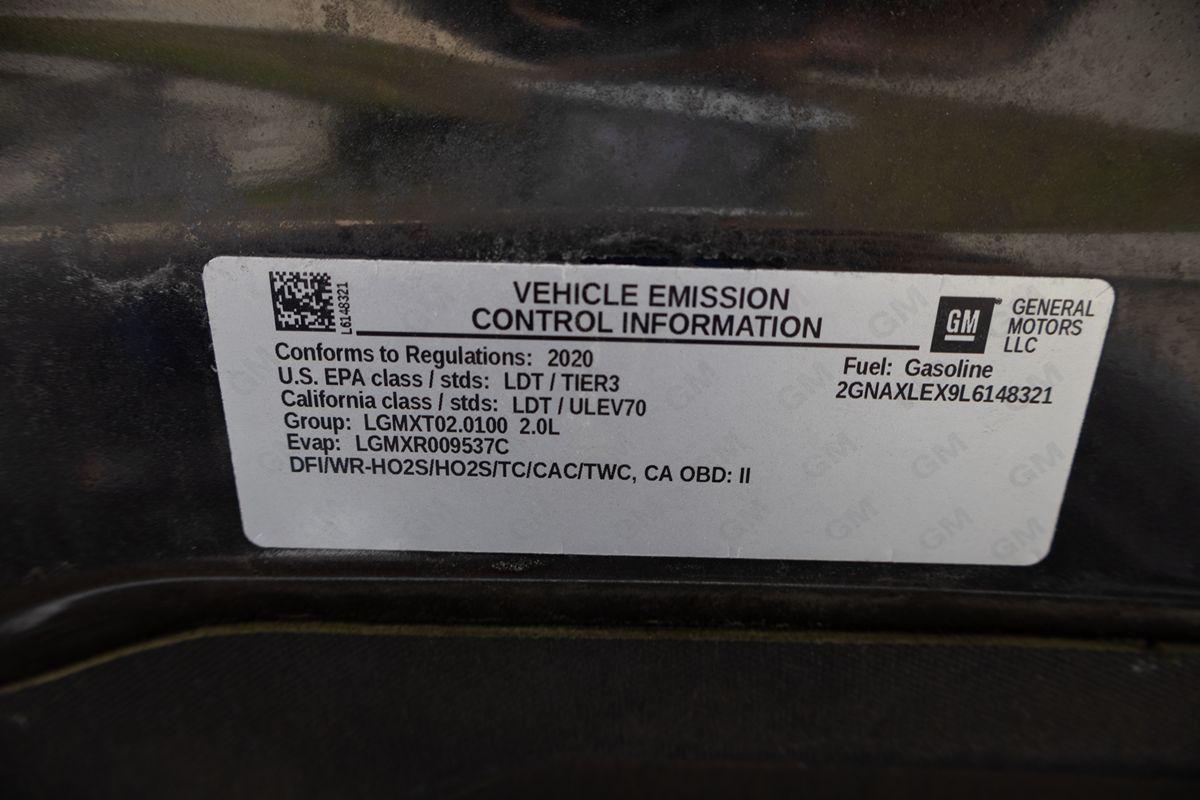 VEHICLE EMISSION
CONTROL INFORMATION
L6148321
GM
GENERAL
MOTORS
LLC
Conforms to Regulations: 2020
U.S. EPA class / stds: LDT / TIER3
California class / stds: LDT / ULEV70
Group: LGMXT02.0100 2.0L
Evap: LGMXR009537C
DFI/WR-HO2S/HO2S/TC/CAC/TWC, CA OBD: II
Fuel: Gasoline
2GNAXLEX9L6148321